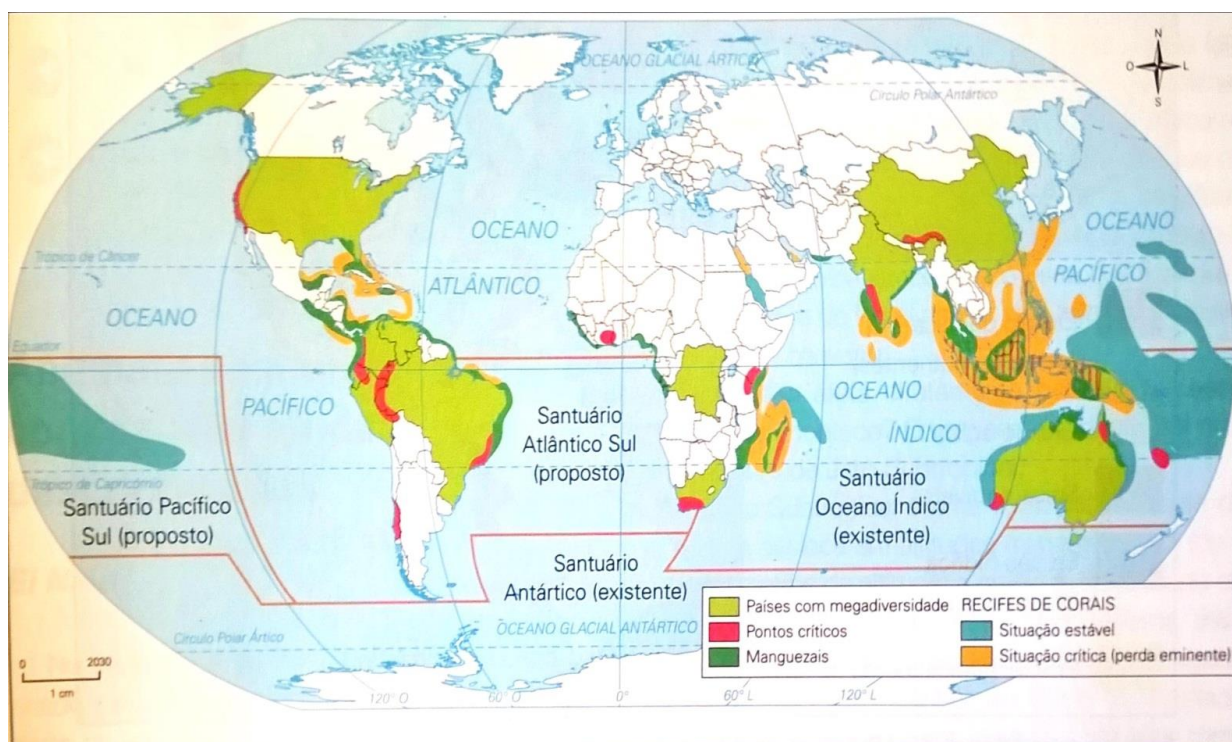 OCEANO GLACIAL ÁRTICO
Círculo Polar Antártico
N
O
L
S
OCEANO
ATLÂNTICO
OCEANO
PACÍFICO
Trópico de Câncer
OCEANO
Equador
PACÍFICO
OCEANO
ÍNDICO
Santuário
Atlântico Sul
(proposto)
Trópico de Capricórnio
Santuário Pacífico
Sul (proposto)
Santuário
Oceano Índico
(existente)
Santuário
Antártico (existente)
Círculo Polar Ártico
OCEANO GLACIAL ANTÁRTICO
0 2030
1 cm
120° O
60° O
0°
60° L
120° L
Países com megadiversidade
Pontos críticos
Manguezais
RECIFES DE CORAIS
Situação estável
Situação crítica (perda eminente)